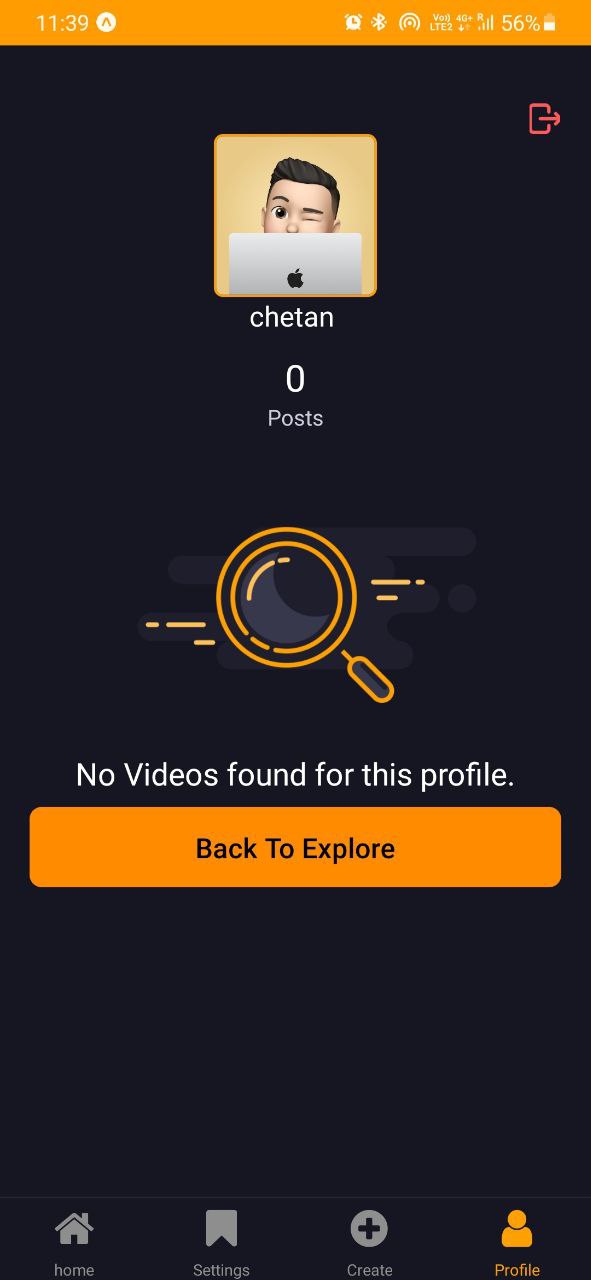 11:39
Vo)) 4G+ R 56%
LTE2
chetan
0
Posts
No Videos found for this profile.
Back To Explore
home Settings Create Profile